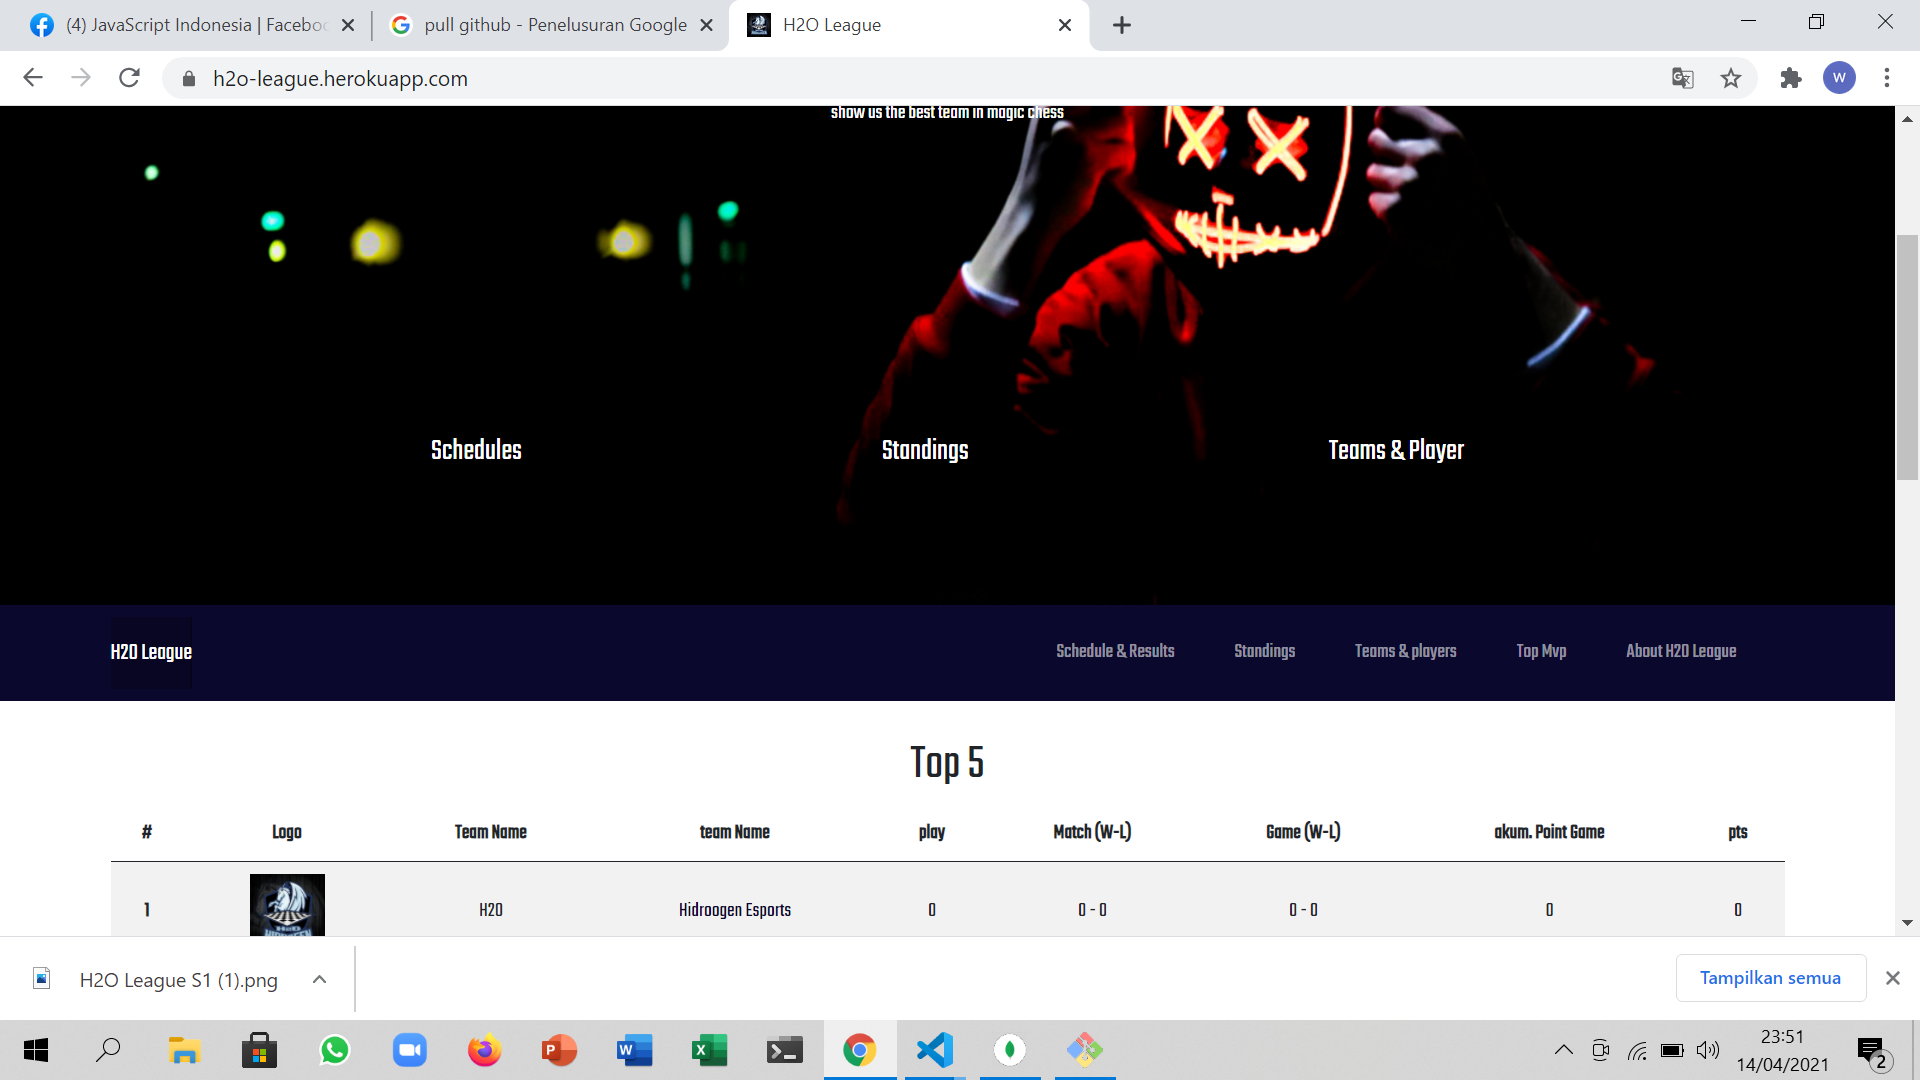 (4) JavaScript Indonesia | Faceboo
pull github - Penelusuran Google
H2O League
h2o-league.herokuapp.com
W
show us the best team in magic chess
Schedules
Standings
Teams & Player
H2O League
Schedule & Results
Standings
Teams & players
Top Mvp
About H2O League
Top 5
# Logo Team Name team Name play Match (W-L) Game (W-L) akum. Point Game pts
1 H2O Hidroogen Esports 0 0 - 0 0 - 0 0 0
H2O League S1 (1).png
Tampilkan semua
23:51
14/04/2021
2